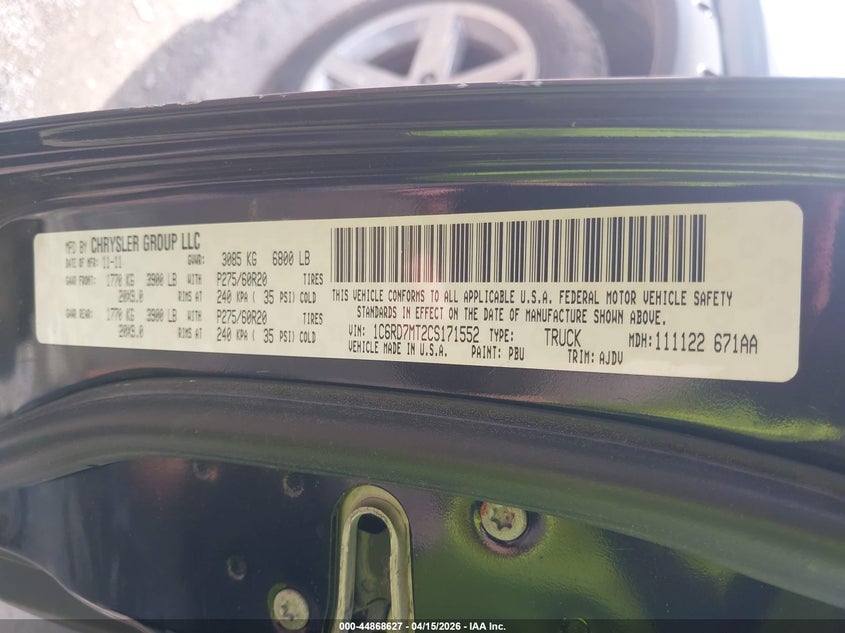 MFD BY CHRYSLER GROUP LLC
DATE OF MFR: 11-11 GVWR: 3085 KG 6800 LB
GAWR FRONT: 1770 KG 3900 LB WITH P275/60R20 TIRES
20X9.0 RIMS AT 240 KPA ( 35 PSI) COLD
GAWR REAR: 1770 KG 3900 LB WITH P275/60R20 TIRES
20X9.0 RIMS AT 240 KPA ( 35 PSI) COLD
THIS VEHICLE CONFORMS TO ALL APPLICABLE U.S.A. FEDERAL MOTOR VEHICLE SAFETY
STANDARDS IN EFFECT ON THE DATE OF MANUFACTURE SHOWN ABOVE.
VIN: 1C6RD7MT2CS171552 TYPE: TRUCK MDH: 111122 671AA
VEHICLE MADE IN U.S.A. PAINT: PBU TRIM: AJDV
000-44868627 - 04/15/2026 - IAA Inc.